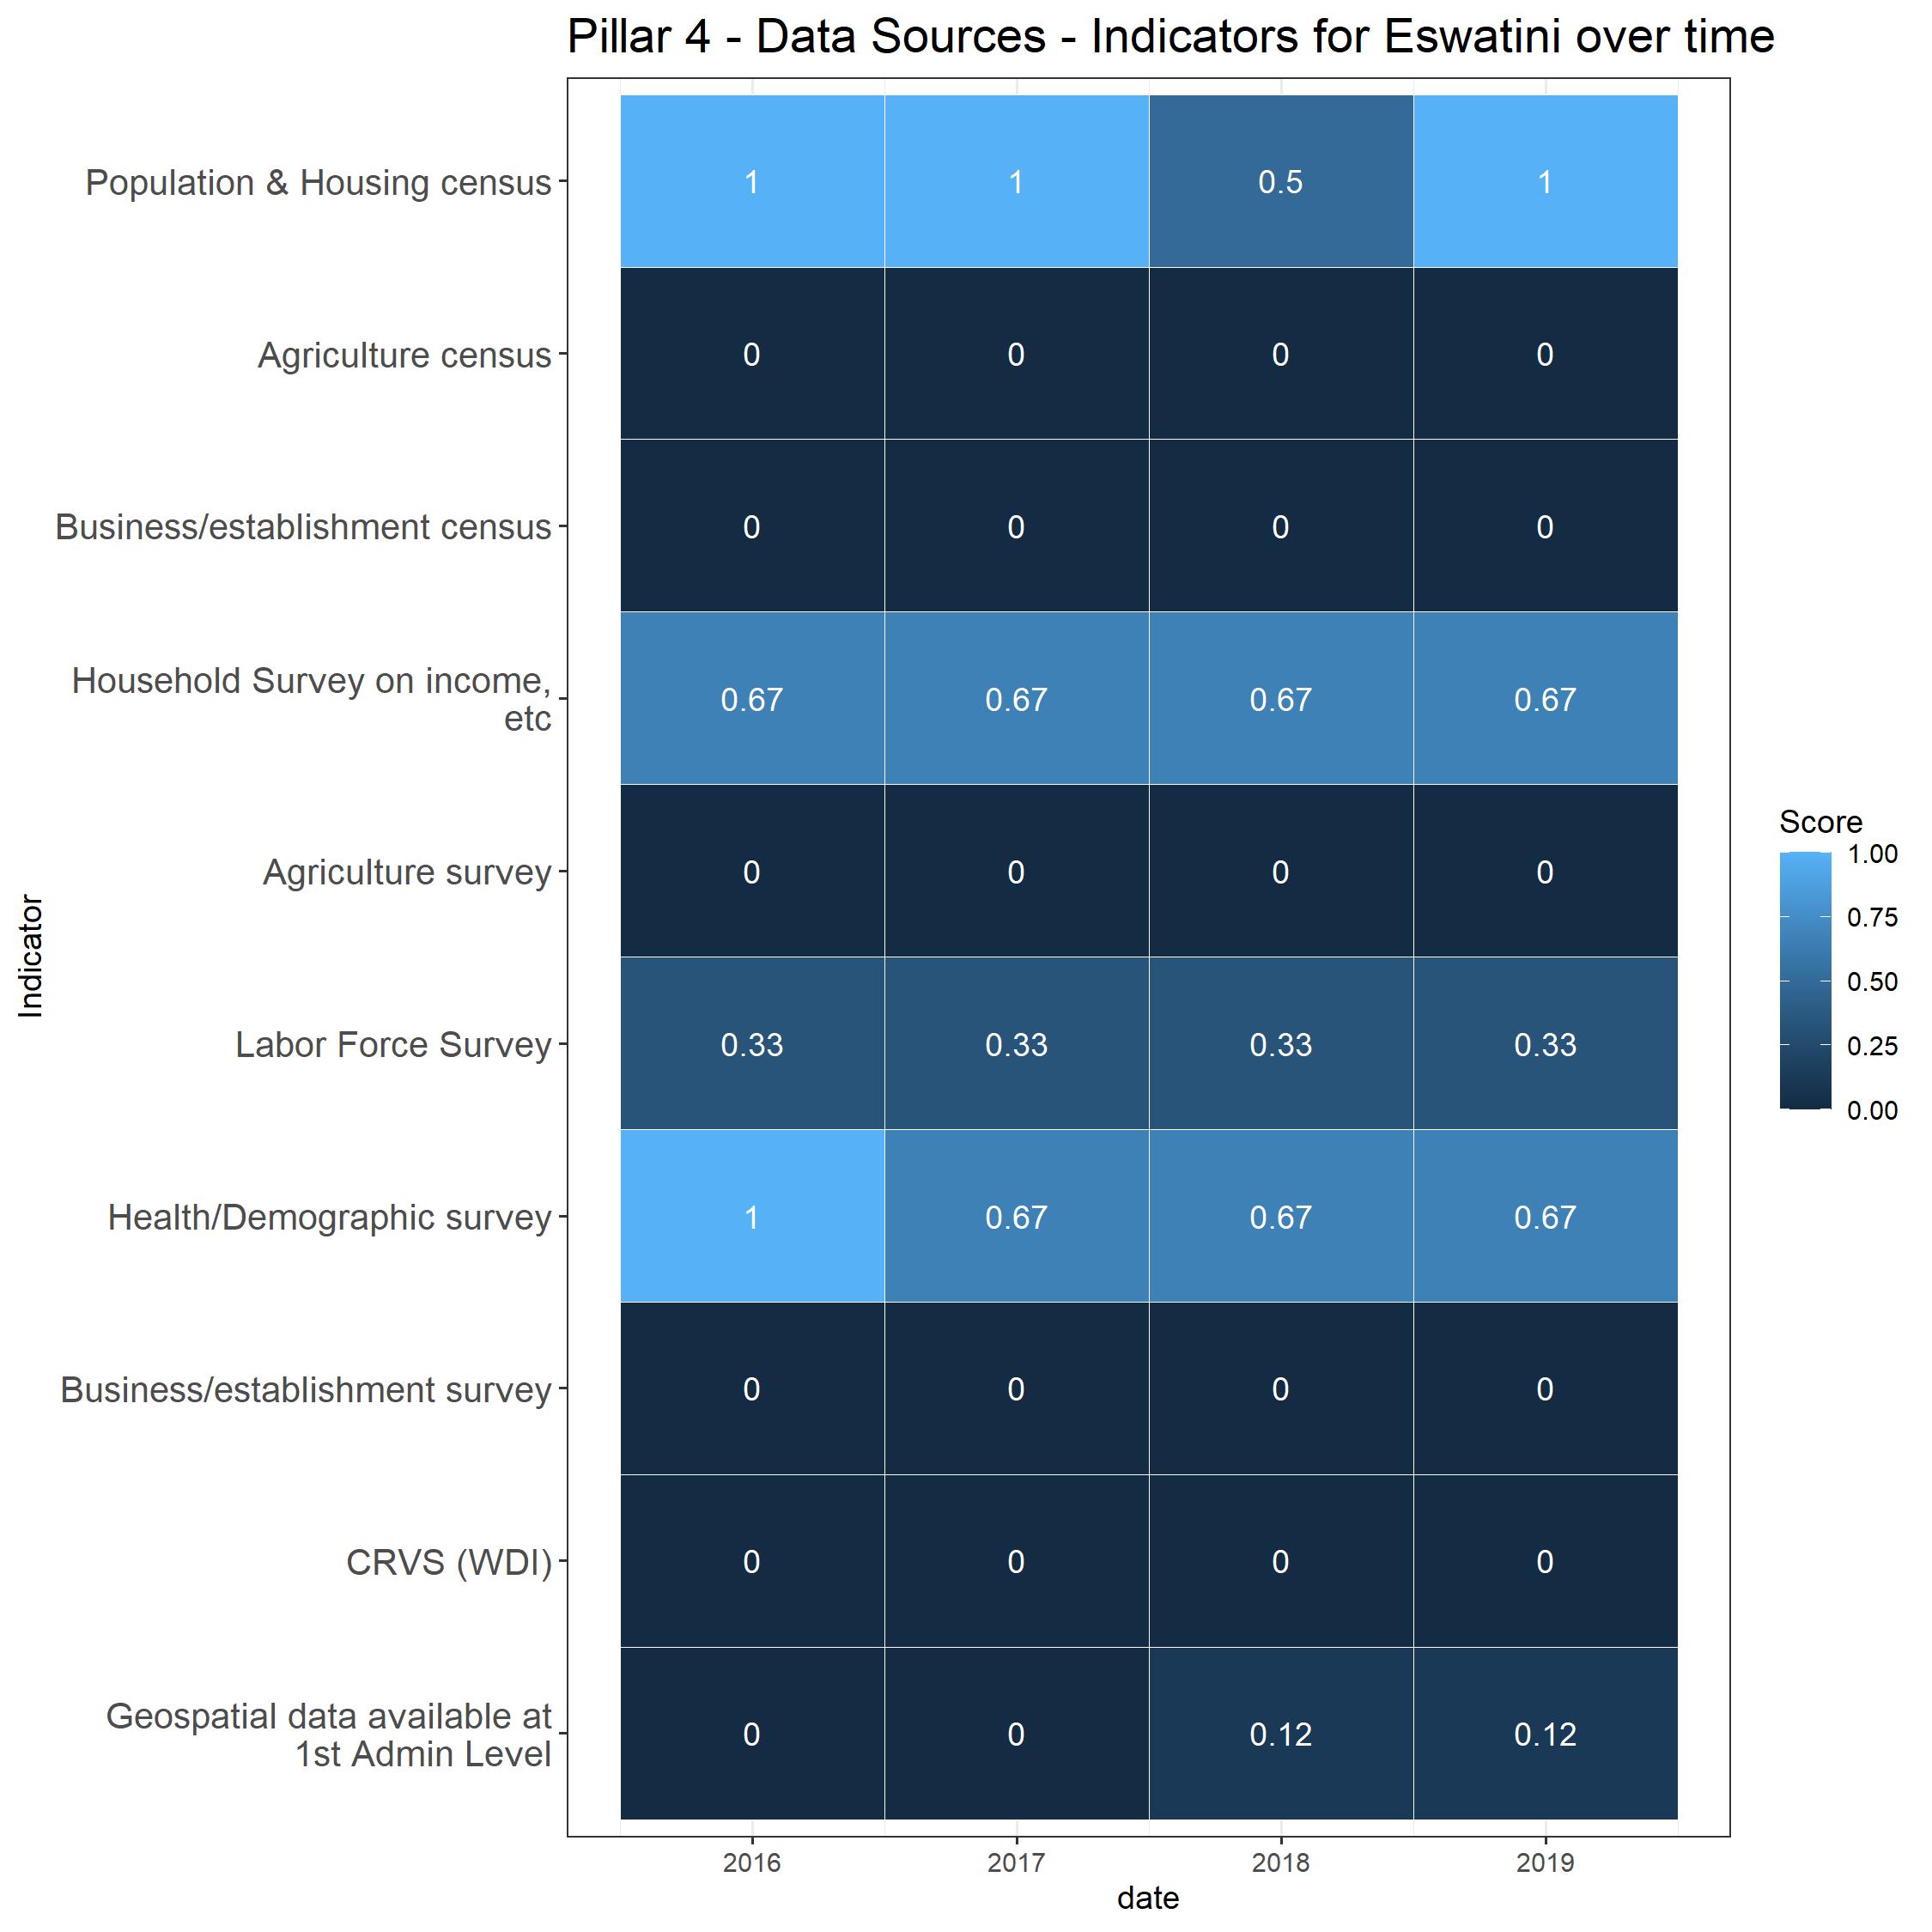 Pillar 4 - Data Sources - Indicators for Eswatini over time
Population & Housing census
1 1 0.5 1
Agriculture census
0 0 0 0
Business/establishment census
0 0 0 0
Household Survey on income,
etc
0.67 0.67 0.67 0.67
Agriculture survey
0 0 0 0
Labor Force Survey
0.33 0.33 0.33 0.33
Health/Demographic survey
1 0.67 0.67 0.67
Business/establishment survey
0 0 0 0
CRVS (WDI)
0 0 0 0
Geospatial data available at
1st Admin Level
0 0 0.12 0.12
2016 2017 2018 2019
date
Indicator
Score
1.00
0.75
0.50
0.25
0.00